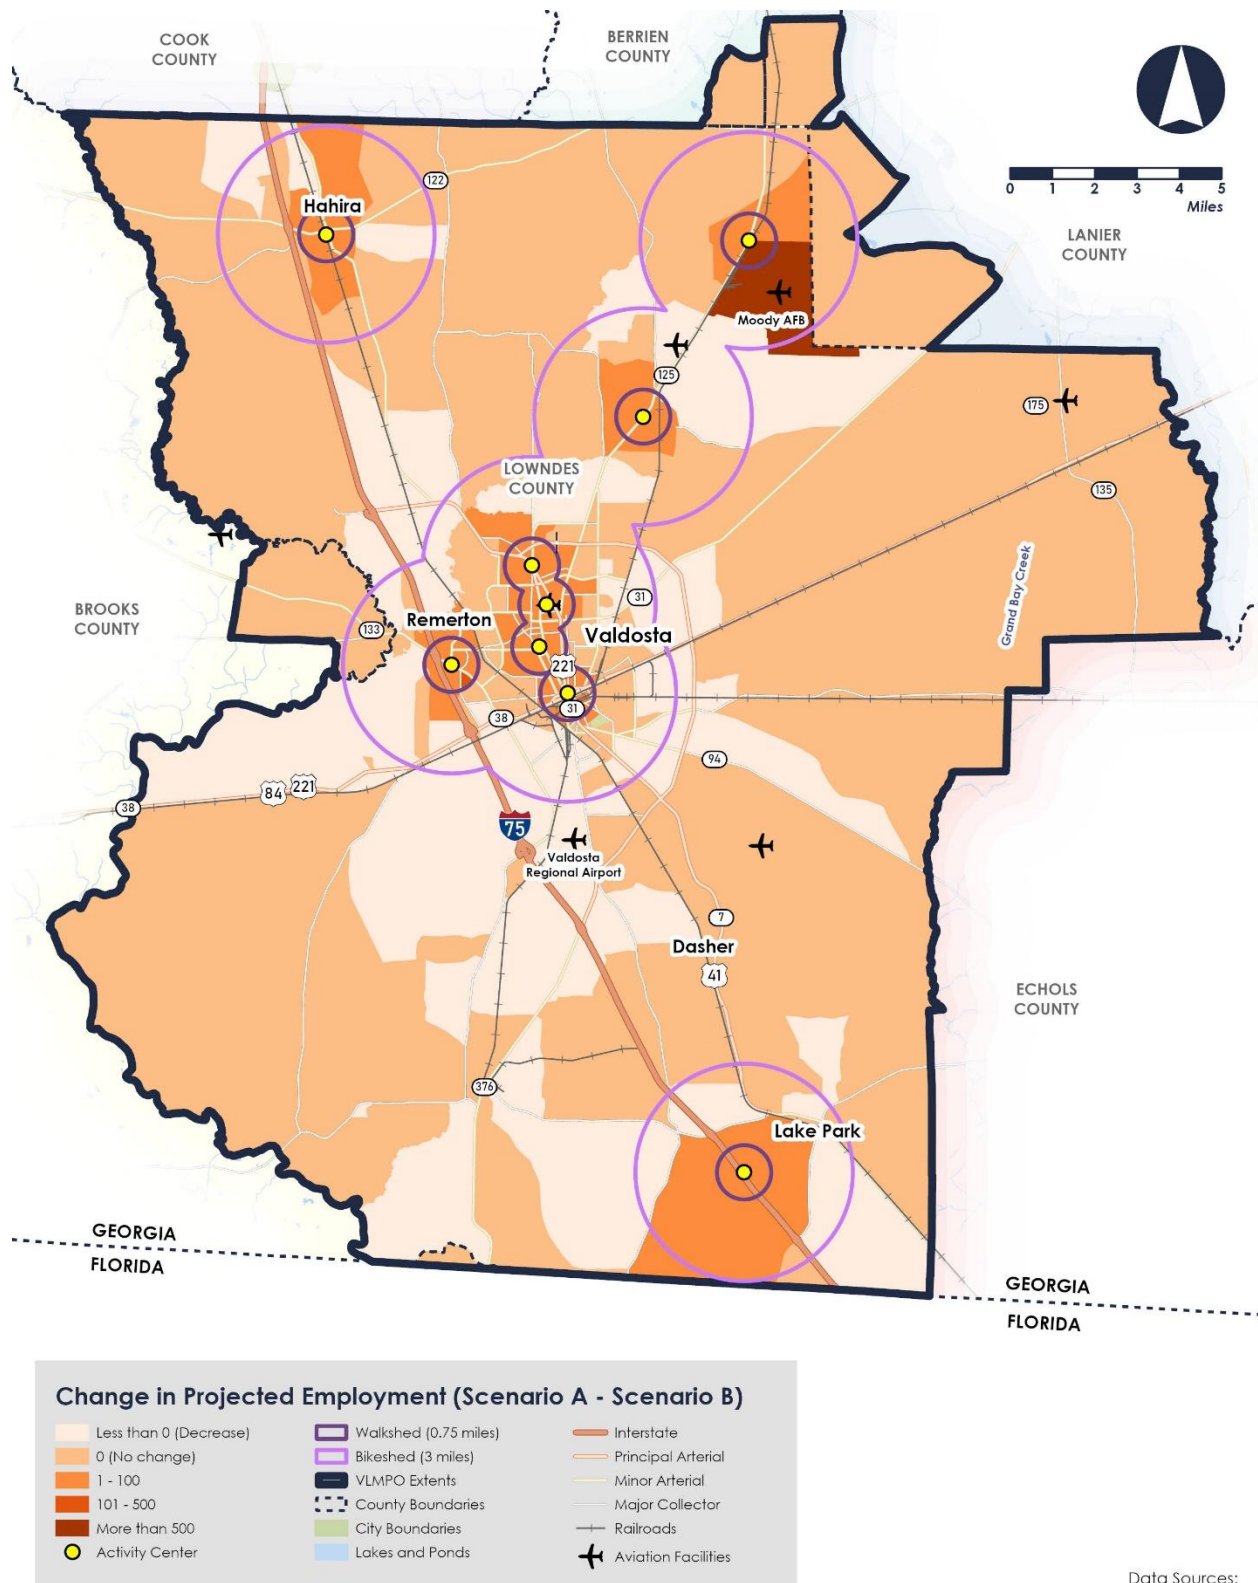 COOK
COUNTY
BERRIEN
COUNTY
0 1 2 3 4 5
Miles
122
Hahira
LANIER
COUNTY
Moody AFB
125
175
LOWNDES
COUNTY
135
Grand Bay Creek
BROOKS
COUNTY
31
133
Remerton
Valdosta
221
31
38
94
84
221
38
75
Valdosta
Regional Airport
7
Dasher
41
ECHOLS
COUNTY
376
Lake Park
GEORGIA
FLORIDA
GEORGIA
FLORIDA
Change in Projected Employment (Scenario A - Scenario B)
Less than 0 (Decrease)
0 (No change)
1 - 100
101 - 500
More than 500
Activity Center
Walkshed (0.75 miles)
Bikeshed (3 miles)
VLMPO Extents
County Boundaries
City Boundaries
Lakes and Ponds
Interstate
Principal Arterial
Minor Arterial
Major Collector
Railroads
Aviation Facilities
Data Sources: